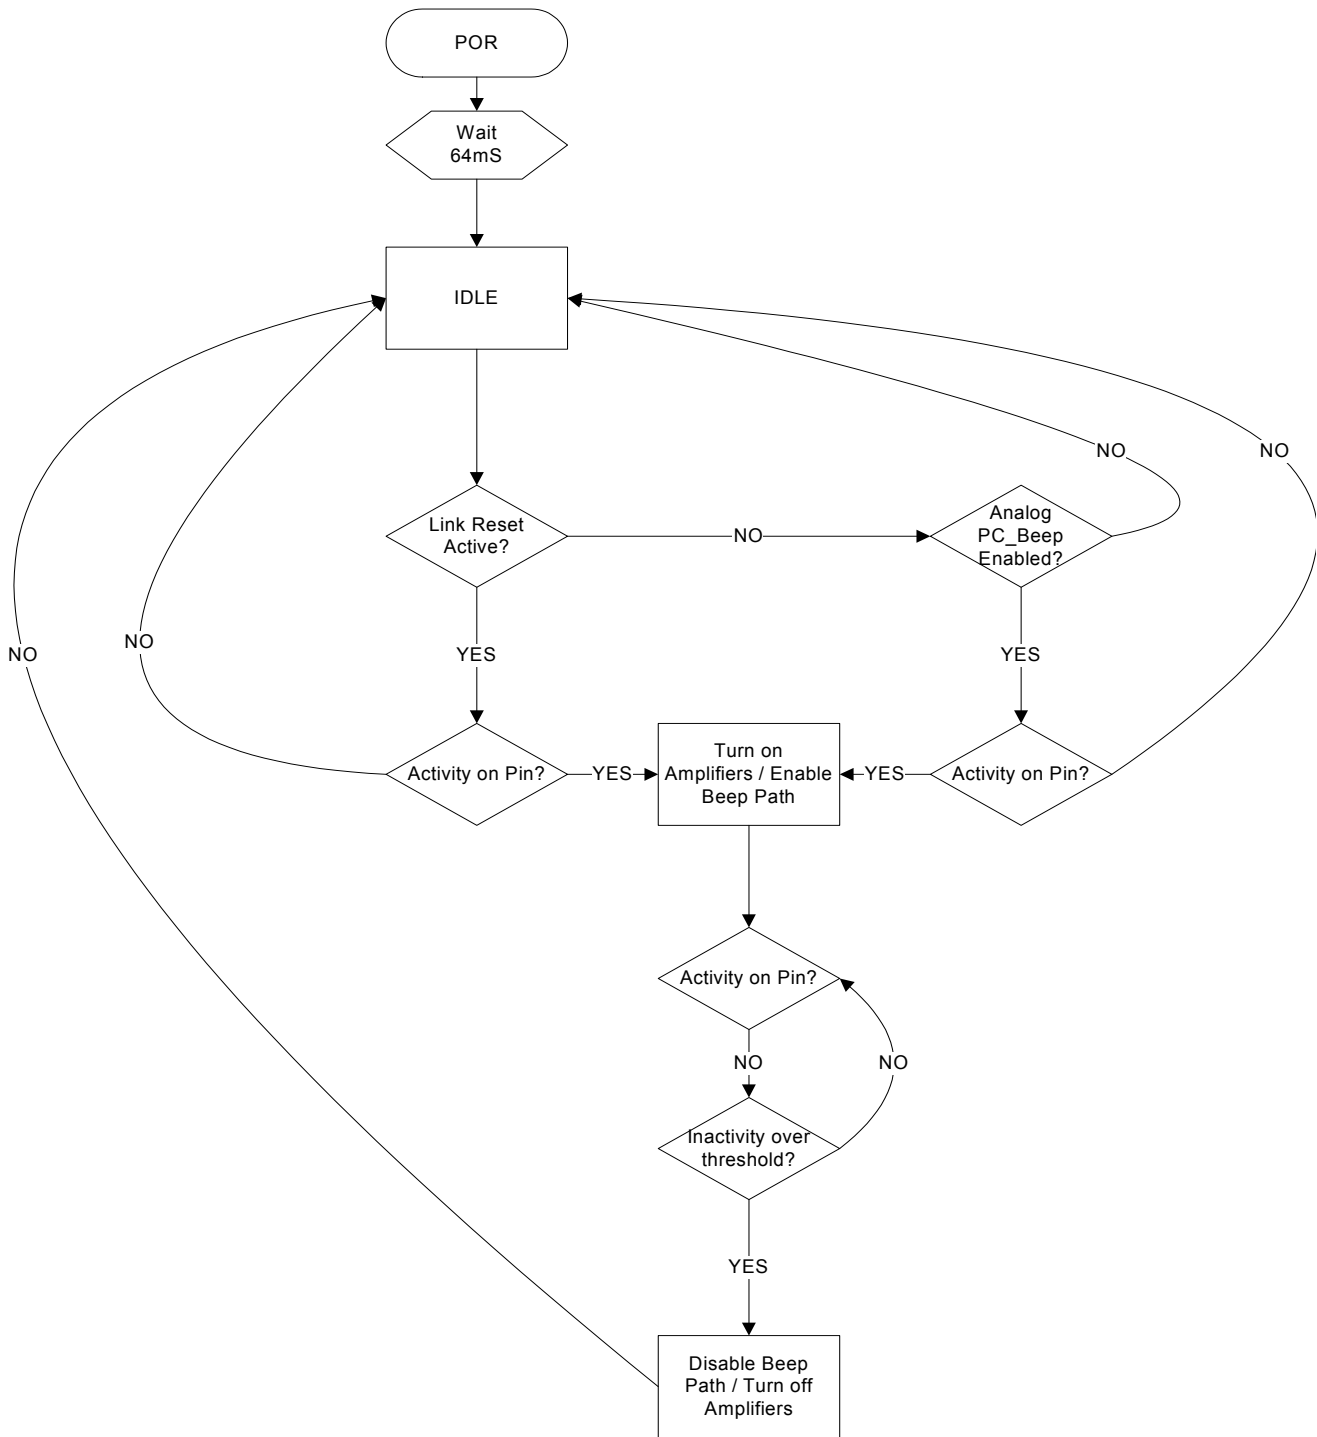 POR
Wait
64mS
IDLE
NO
NO
Link Reset
Active?
NO
Analog
PC_Beep
Enabled?
NO
NO
YES
YES
Activity on Pin?
YES
Turn on
Amplifiers / Enable
Beep Path
YES
Activity on Pin?
Activity on Pin?
NO
NO
Inactivity over
threshold?
YES
Disable Beep
Path / Turn off
Amplifiers